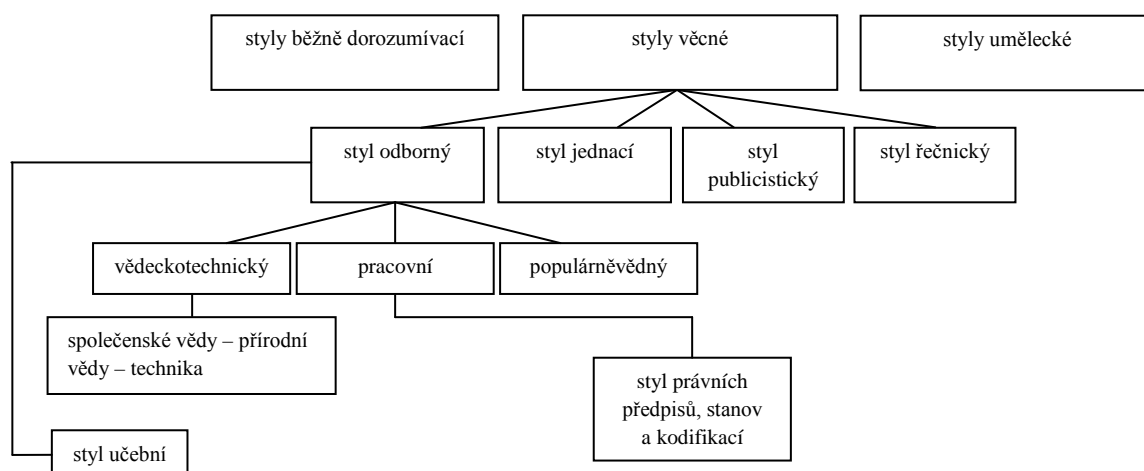 styly běžně dorozumívací
styly věcné
styly umělecké
styl odborný
styl jednací
styl
publicistický
styl řečnický
vědeckotechnický
pracovní
populárněvědný
společenské vědy – přírodní
vědy – technika
styl právních
předpisů, stanov
a kodifikací
styl učební